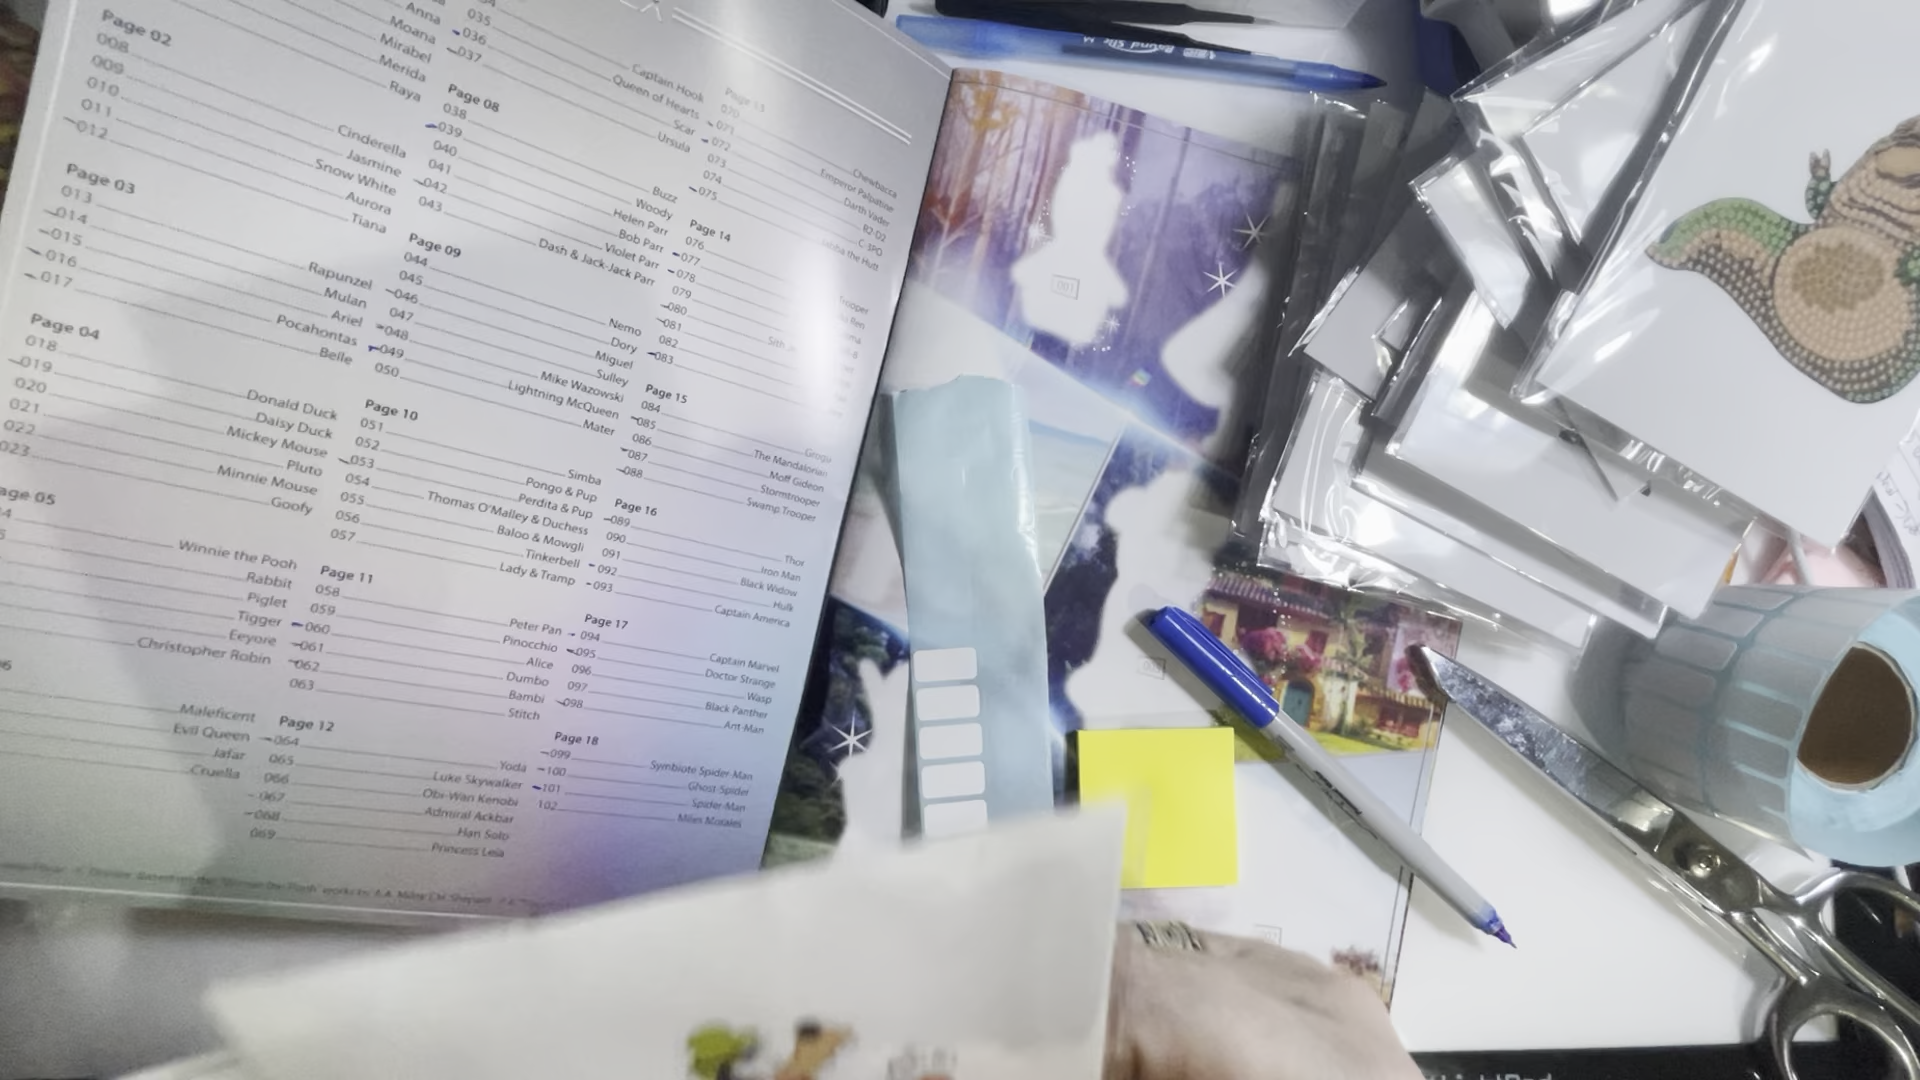 Anna
Moana
Mirabel
Merida
Raya
Page 02
008
009
010
011
012
Cinderella
Jasmine
Snow White
Aurora
Tiana
Page 03
013
014
015
016
017
Rapunzel
Mulan
Ariel
Pocahontas
Belle
Page 04
018
019
020
021
022
023
Donald Duck
Daisy Duck
Mickey Mouse
Pluto
Minnie Mouse
Goofy
Winnie the Pooh
Rabbit
Piglet
Tigger
Eeyore
Christopher Robin
Maleficent
Evil Queen
Jafar
Cruella
035
036
037
Captain Hook
Queen of Hearts
Scar
Ursula
Page 08
038
039
040
041
042
043
Buzz
Woody
Helen Parr
Bob Parr
Violet Parr
Dash & Jack-Jack Parr
Page 09
044
045
046
047
048
049
050
Nemo
Dory
Miguel
Sulley
Mike Wazowski
Lightning McQueen
Mater
Page 10
051
052
053
054
055
056
057
Simba
Pongo & Pup
Perdita & Pup
Thomas O'Malley & Duchess
Baloo & Mowgli
Tinkerbell
Lady & Tramp
Page 11
058
059
060
061
062
063
Peter Pan
Pinocchio
Alice
Dumbo
Bambi
Stitch
Page 12
064
065
066
067
068
069
Yoda
Luke Skywalker
Obi-Wan Kenobi
Admiral Ackbar
Han Solo
Princess Leia
Page 13
070
071
072
073
074
075
Chewbacca
Emperor Palpatine
Darth Vader
R2-D2
C-3PO
Page 14
076
077
078
079
080
081
082
083
Page 15
084
085
086
087
088
Grogu
The Mandalorian
Moff Gideon
Stormtrooper
Swamp Trooper
Page 16
089
090
091
092
093
Thor
Iron Man
Black Widow
Hulk
Captain America
Page 17
094
095
096
097
098
Captain Marvel
Doctor Strange
Wasp
Black Panther
Ant-Man
Page 18
099
100
101
102
Symbiote Spider-Man
Ghost-Spider
Spider-Man
Miles Morales
001